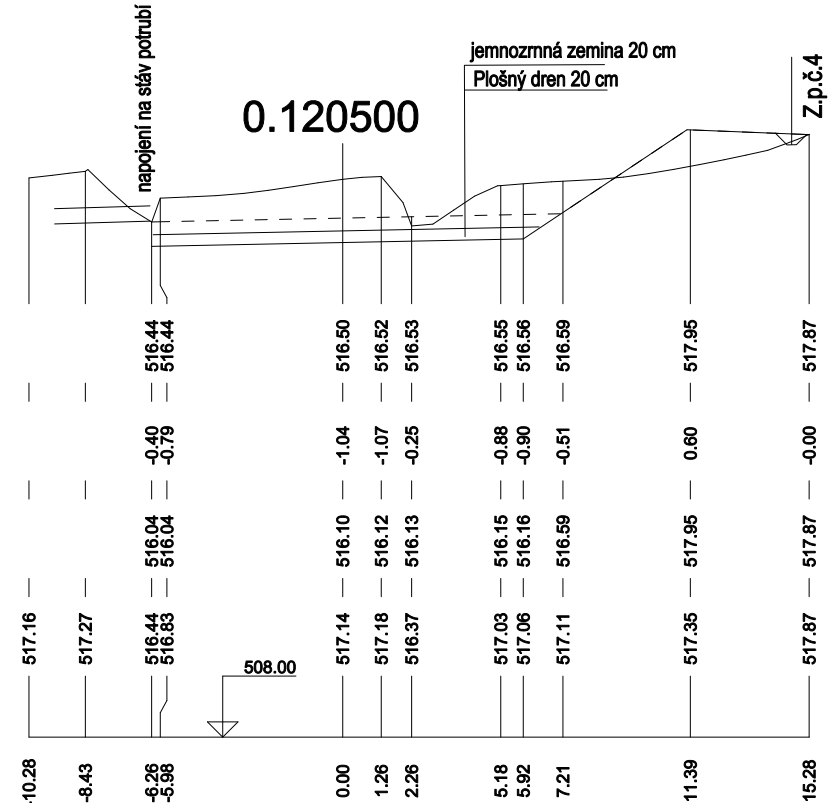 napojení na stáv potrubí
jemnozrnná zemina 20 cm
Plošný dren 20 cm
Z.p.č.4
0.120500
516.44 516.44 516.50 516.52 516.53 516.55 516.56 516.59 517.95 517.87
-0.40 -0.79 -1.04 -1.07 -0.25 -0.88 -0.90 -0.51 0.60 -0.00
516.04 516.04 516.10 516.12 516.13 516.15 516.16 516.59 517.95 517.87
517.16 517.27 516.44 516.83 517.14 517.18 516.37 517.03 517.06 517.11 517.35 517.87
508.00
-10.28 -8.43 -6.26 -5.98 0.00 1.26 2.26 5.18 5.92 7.21 11.39 15.28